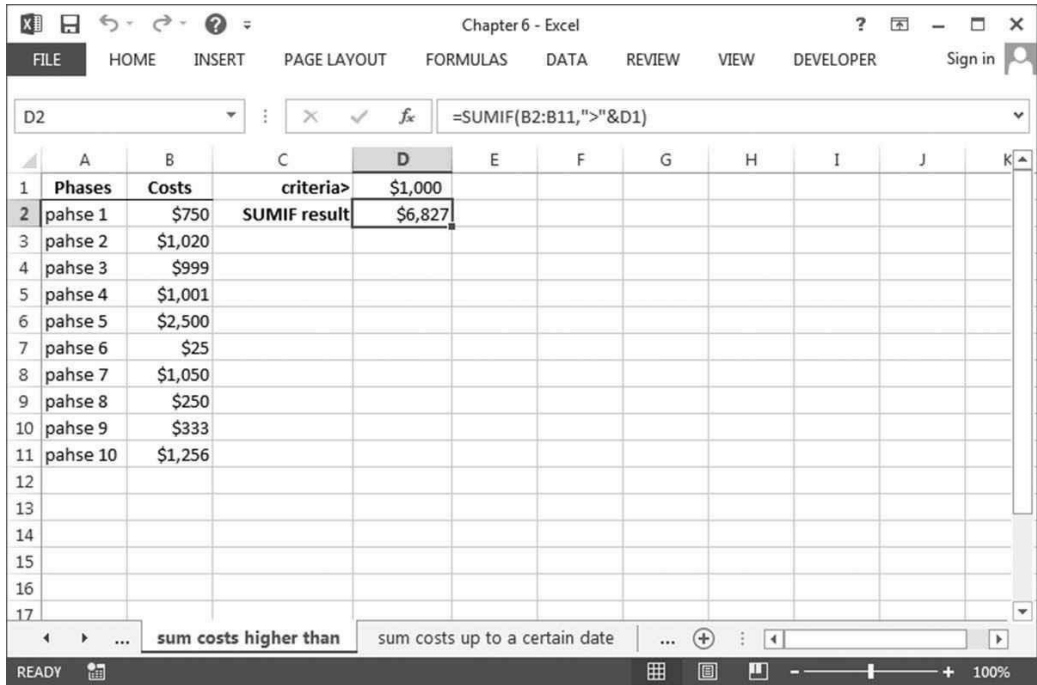 Chapter 6 - Excel
FILE HOME INSERT PAGE LAYOUT FORMULAS DATA REVIEW VIEW DEVELOPER Sign in
D2 fx =SUMIF(B2:B11,">"&D1)
A B C D E F G H I J K
1 Phases Costs criteria> $1,000
2 pahse 1 $750 SUMIF result $6,827
3 pahse 2 $1,020
4 pahse 3 $999
5 pahse 4 $1,001
6 pahse 5 $2,500
7 pahse 6 $25
8 pahse 7 $1,050
9 pahse 8 $250
10 pahse 9 $333
11 pahse 10 $1,256
12
13
14
15
16
17
... sum costs higher than sum costs up to a certain date ...
READY 100%